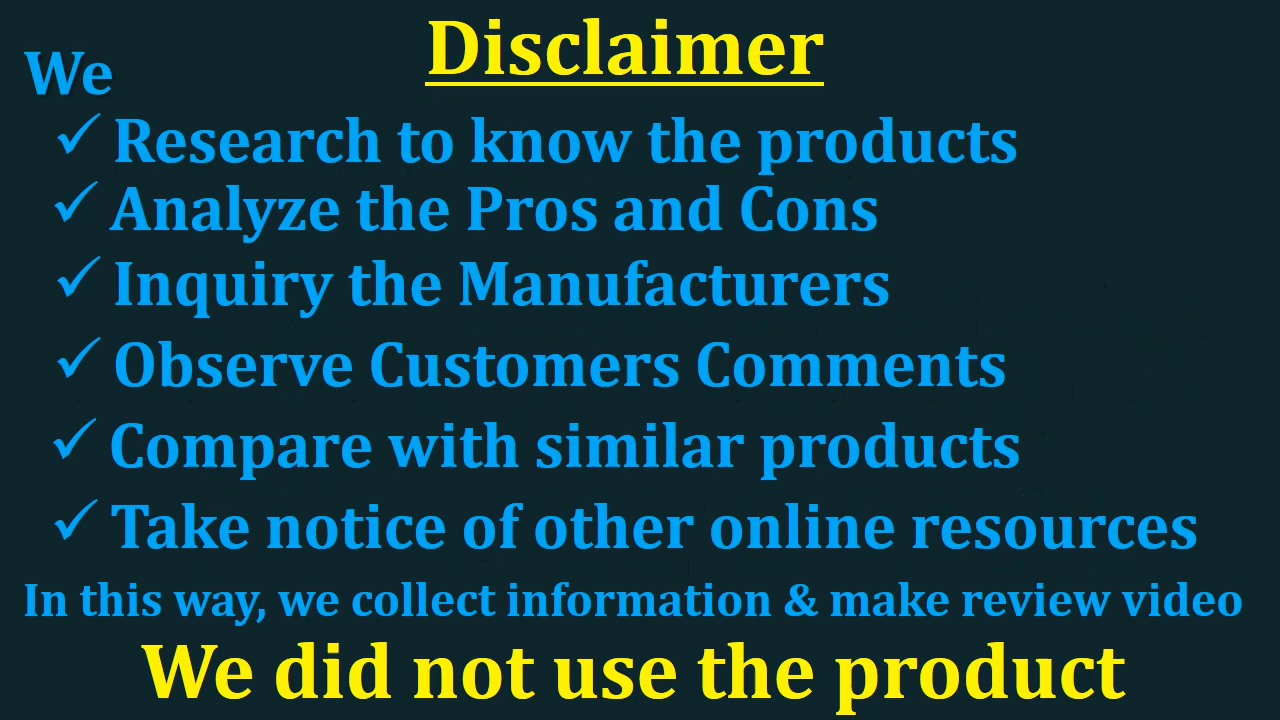 Disclaimer
We
✓ Research to know the products
✓ Analyze the Pros and Cons
✓ Inquiry the Manufacturers
✓ Observe Customers Comments
✓ Compare with similar products
✓ Take notice of other online resources
In this way, we collect information & make review video
We did not use the product